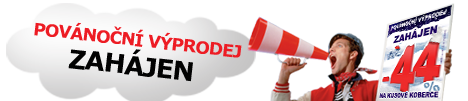 POVÁNOČNÍ VÝPRODEJ
ZAHÁJEN
POVÁNOČNÍ VÝPRODEJ
ZAHÁJEN
-44%
NA KUSOVÉ KOBERCE